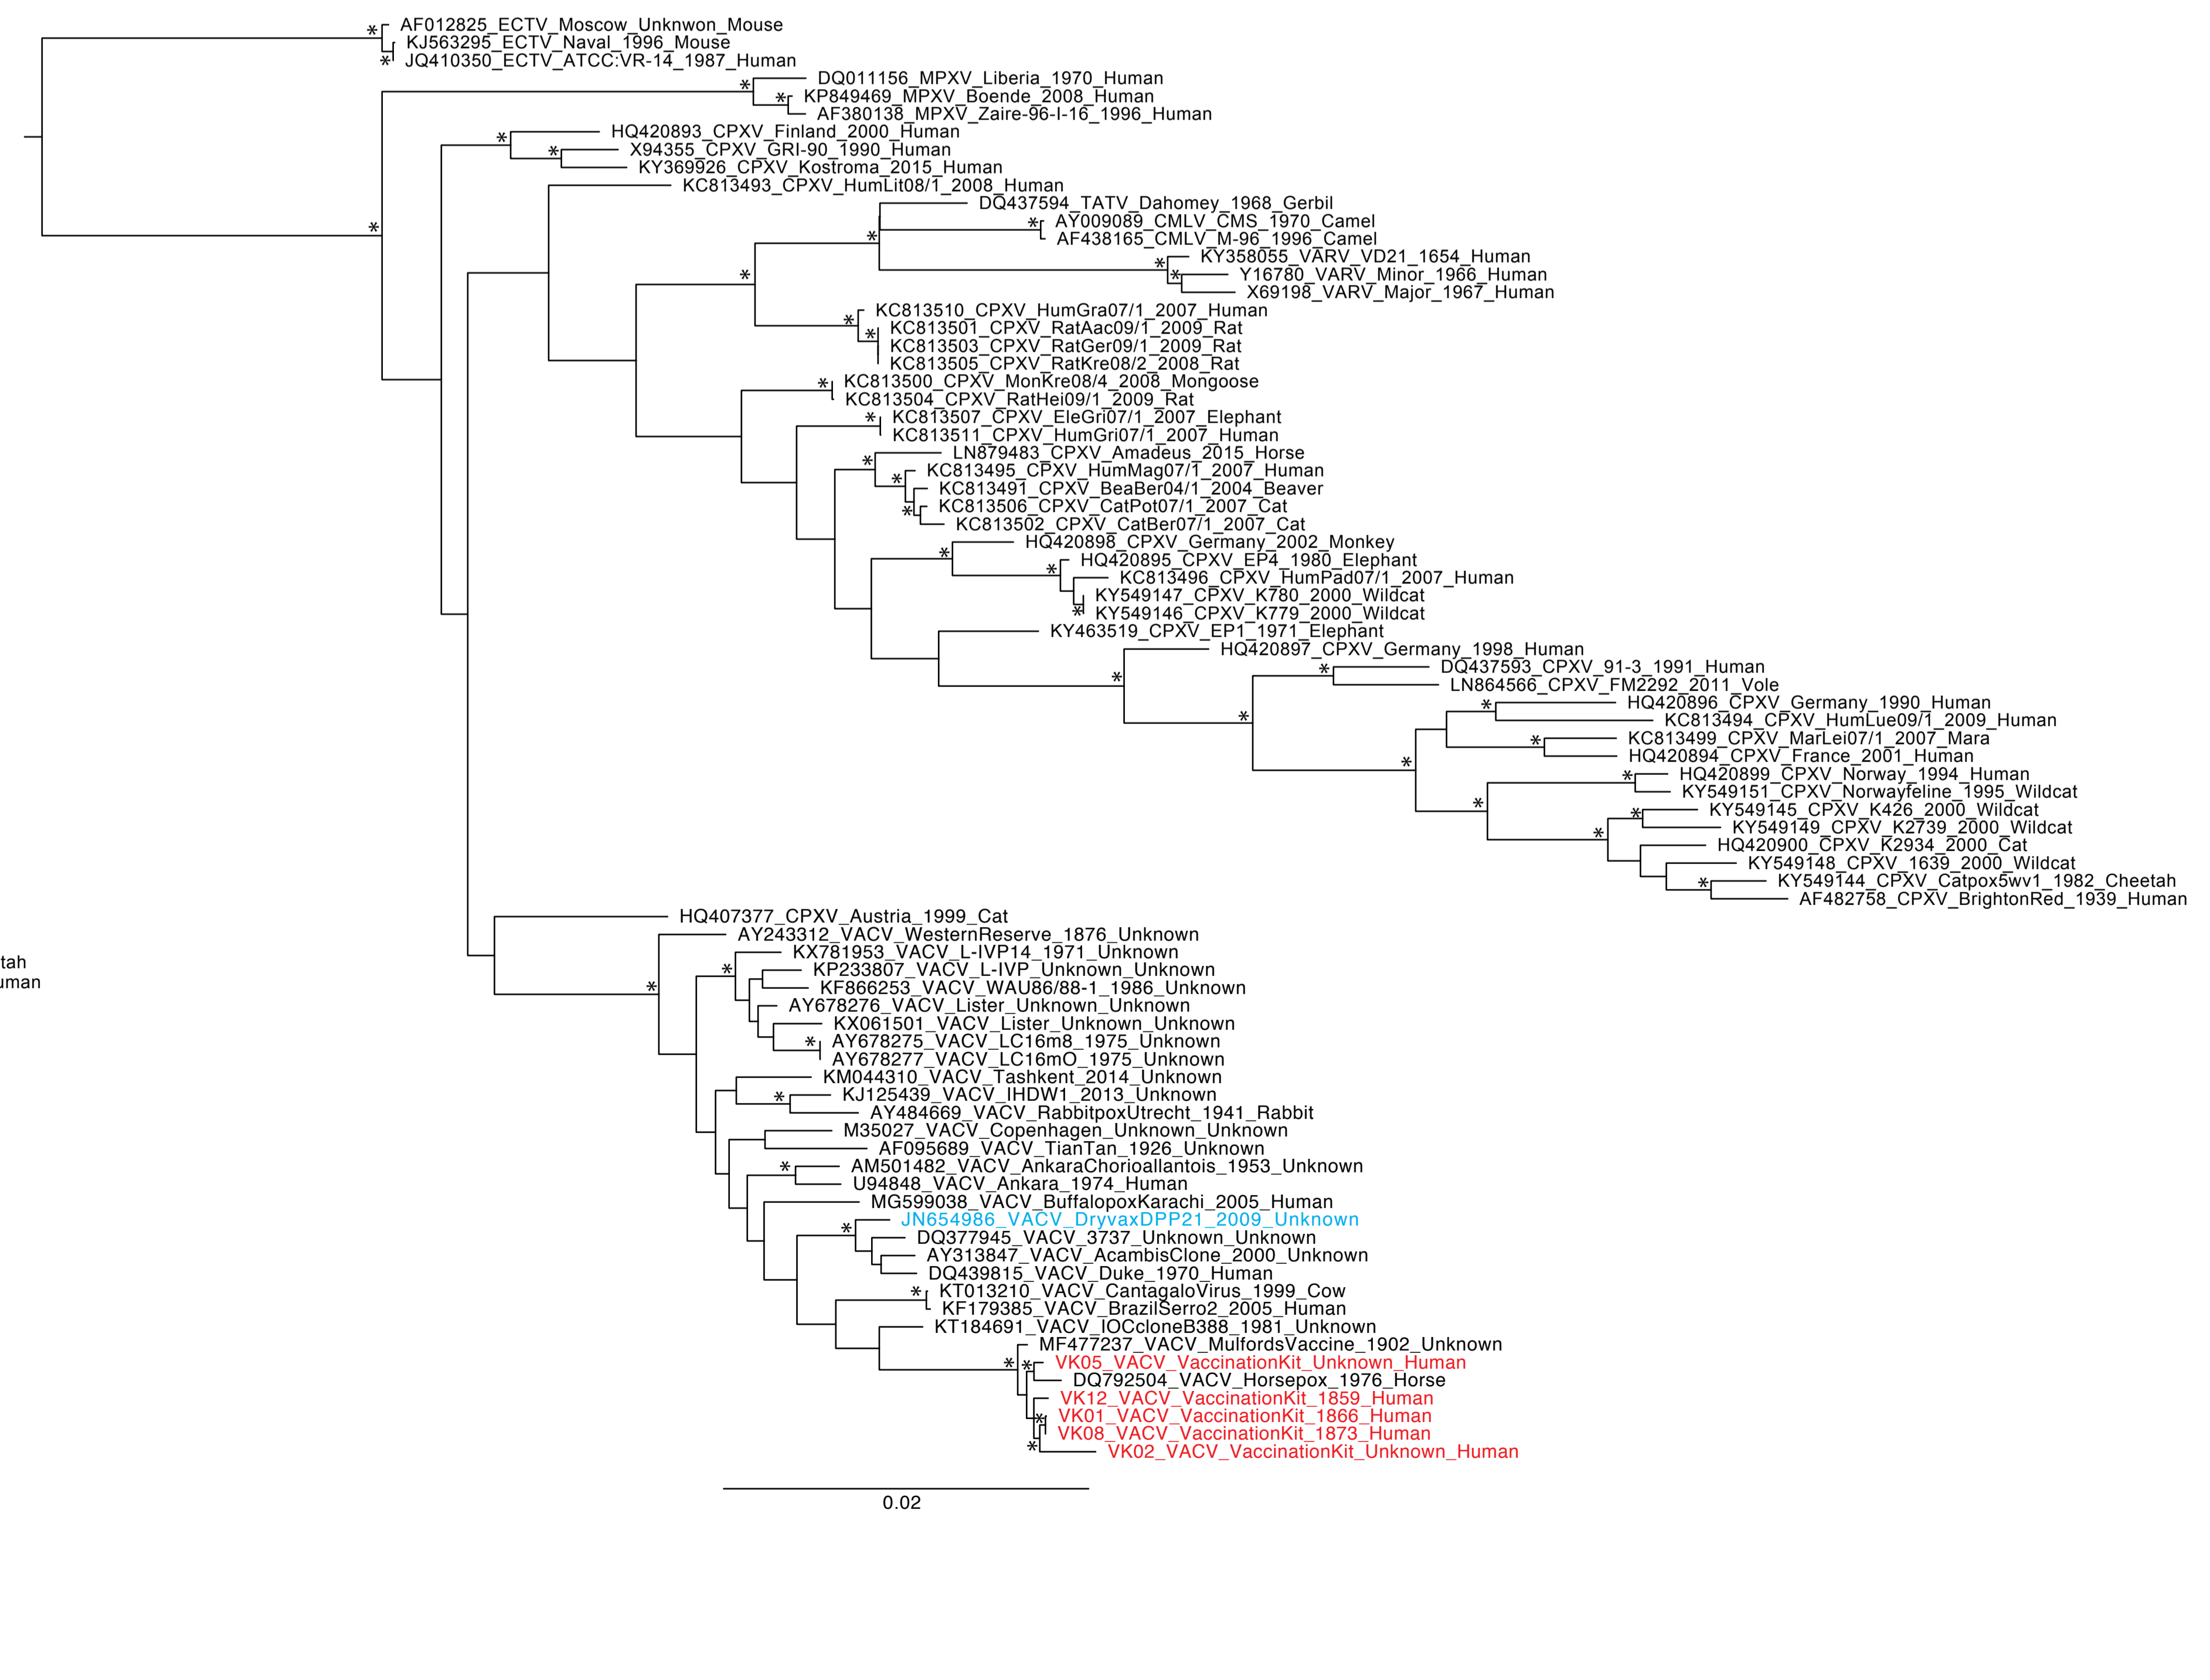 AF012825_ECTV_Moscow_Unknwon_Mouse
KJ563295_ECTV_Naval_1996_Mouse
JQ410350_ECTV_ATCC:VR-14_1987_Human
DQ011156_MPXV_Liberia_1970_Human
KP849469_MPXV_Boende_2008_Human
AF380138_MPXV_Zaire-96-I-16_1996_Human
HQ420893_CPXV_Finland_2000_Human
X94355_CPXV_GRI-90_1990_Human
KY369926_CPXV_Kostroma_2015_Human
KC813493_CPXV_HumLit08/1_2008_Human
DQ437594_TATV_Dahomey_1968_Gerbil
AY009089_CMLV_CMS_1970_Camel
AF438165_CMLV_M-96_1996_Camel
KY358055_VARV_VD21_1654_Human
Y16780_VARV_Minor_1966_Human
X69198_VARV_Major_1967_Human
KC813510_CPXV_HumGra07/1_2007_Human
KC813501_CPXV_RatAac09/1_2009_Rat
KC813503_CPXV_RatGer09/1_2009_Rat
KC813505_CPXV_RatKre08/2_2008_Rat
KC813500_CPXV_MonKre08/4_2008_Mongoose
KC813504_CPXV_RatHei09/1_2009_Rat
KC813507_CPXV_EleGri07/1_2007_Elephant
KC813511_CPXV_HumGri07/1_2007_Human
LN879483_CPXV_Amadeus_2015_Horse
KC813495_CPXV_HumMag07/1_2007_Human
KC813491_CPXV_BeaBer04/1_2004_Beaver
KC813506_CPXV_CatPot07/1_2007_Cat
KC813502_CPXV_CatBer07/1_2007_Cat
HQ420898_CPXV_Germany_2002_Monkey
HQ420895_CPXV_EP4_1980_Elephant
KC813496_CPXV_HumPad07/1_2007_Human
KY549147_CPXV_K780_2000_Wildcat
KY549146_CPXV_K779_2000_Wildcat
KY463519_CPXV_EP1_1971_Elephant
HQ420897_CPXV_Germany_1998_Human
DQ437593_CPXV_91-3_1991_Human
LN864566_CPXV_FM2292_2011_Vole
HQ420896_CPXV_Germany_1990_Human
KC813494_CPXV_HumLue09/1_2009_Human
KC813499_CPXV_MarLei07/1_2007_Mara
HQ420894_CPXV_France_2001_Human
HQ420899_CPXV_Norway_1994_Human
KY549151_CPXV_Norwayfeline_1995_Wildcat
KY549145_CPXV_K426_2000_Wildcat
KY549149_CPXV_K2739_2000_Wildcat
HQ420900_CPXV_K2934_2000_Cat
KY549148_CPXV_1639_2000_Wildcat
KY549144_CPXV_Catpox5wv1_1982_Cheetah
AF482758_CPXV_BrightonRed_1939_Human
HQ407377_CPXV_Austria_1999_Cat
AY243312_VACV_WesternReserve_1876_Unknown
KX781953_VACV_L-IVP14_1971_Unknown
tah
KP233807_VACV_L-IVP_Unknown_Unknown
uman
KF866253_VACV_WAU86/88-1_1986_Unknown
AY678276_VACV_Lister_Unknown_Unknown
KX061501_VACV_Lister_Unknown_Unknown
AY678275_VACV_LC16m8_1975_Unknown
AY678277_VACV_LC16mO_1975_Unknown
KM044310_VACV_Tashkent_2014_Unknown
KJ125439_VACV_IHDW1_2013_Unknown
AY484669_VACV_RabbitpoxUtrecht_1941_Rabbit
M35027_VACV_Copenhagen_Unknown_Unknown
AF095689_VACV_TianTan_1926_Unknown
AM501482_VACV_AnkaraChorioallantois_1953_Unknown
U94848_VACV_Ankara_1974_Human
MG599038_VACV_BuffalopoxKarachi_2005_Human
JN654986_VACV_DryvaxDPP21_2009_Unknown
DQ377945_VACV_3737_Unknown_Unknown
AY313847_VACV_AcambisClone_2000_Unknown
DQ439815_VACV_Duke_1970_Human
KT013210_VACV_CantagaloVirus_1999_Cow
KF179385_VACV_BrazilSerro2_2005_Human
KT184691_VACV_IOCcloneB388_1981_Unknown
MF477237_VACV_MulfordsVaccine_1902_Unknown
VK05_VACV_VaccinationKit_Unknown_Human
DQ792504_VACV_Horsepox_1976_Horse
VK12_VACV_VaccinationKit_1859_Human
VK01_VACV_VaccinationKit_1866_Human
VK08_VACV_VaccinationKit_1873_Human
VK02_VACV_VaccinationKit_Unknown_Human
0.02